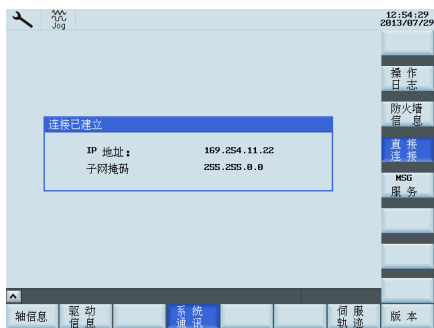 Jog
12:54:29
2013/07/29
操作
日志
防火墙
信息
连接已建立
IP 地址:
169.254.11.22
子网掩码
255.255.0.0
直接
连接
MSG
服务
轴信息
驱动
信息
系统
通讯
伺服
轨迹
版本